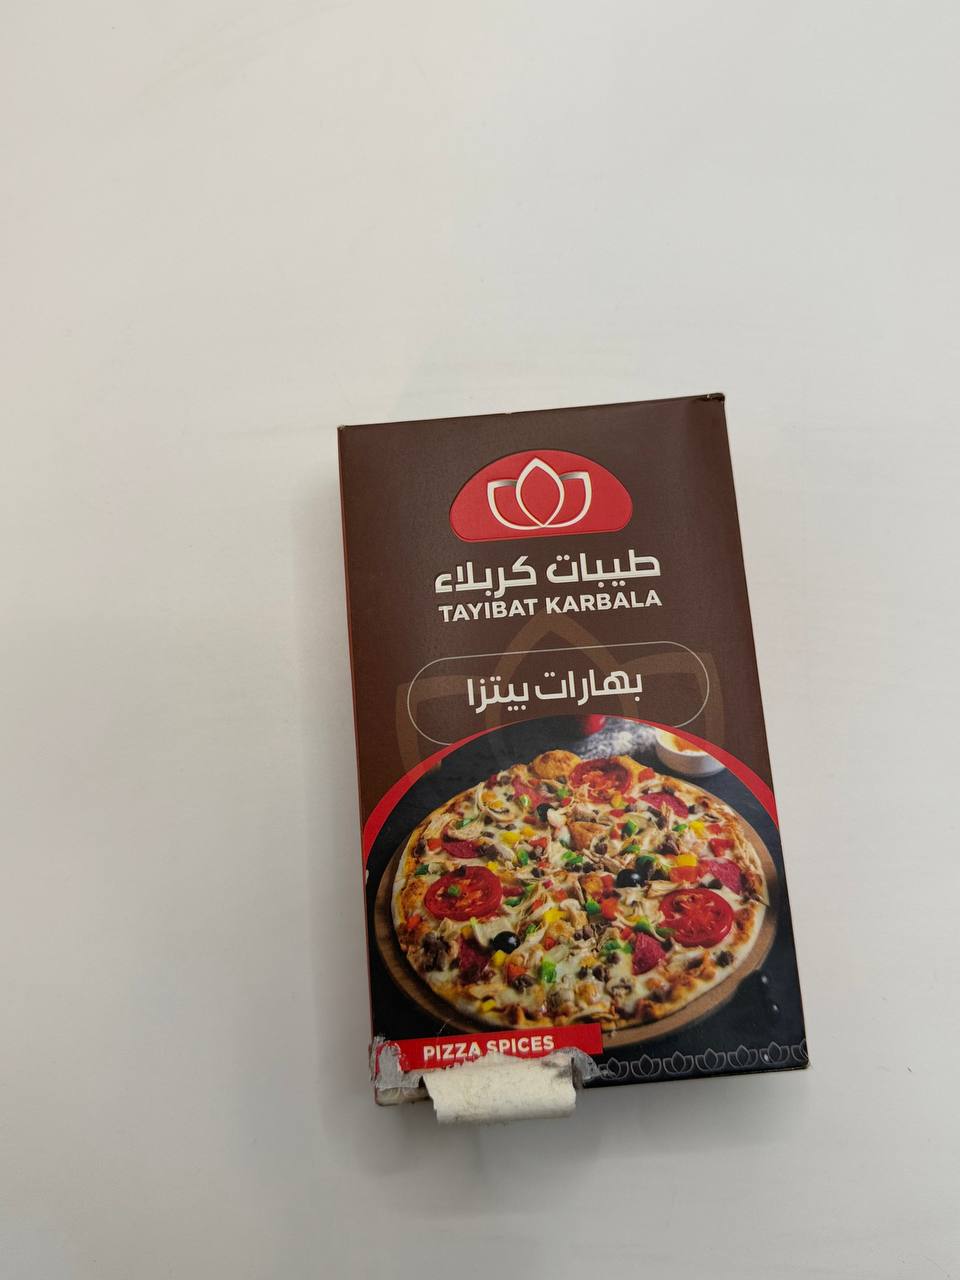 طيبات كربلاء
TAYIBAT KARBALA
بهارات بيتزا
PIZZA SPICES